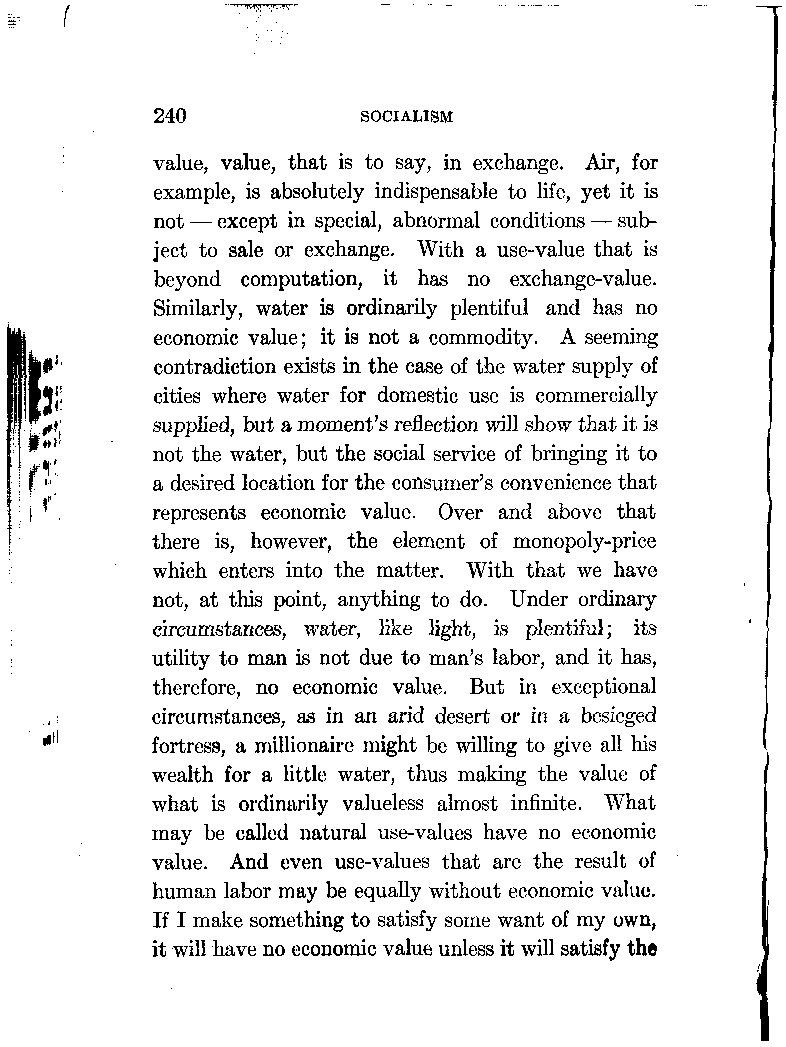 240 SOCIALISM
value, value, that is to say, in exchange. Air, for
example, is absolutely indispensable to life, yet it is
not — except in special, abnormal conditions — sub-
ject to sale or exchange. With a use-value that is
beyond computation, it has no exchange-value.
Similarly, water is ordinarily plentiful and has no
economic value; it is not a commodity. A seeming
contradiction exists in the case of the water supply of
cities where water for domestic use is commercially
supplied, but a moment's reflection will show that it is
not the water, but the social service of bringing it to
a desired location for the consumer's convenience that
represents economic value. Over and above that
there is, however, the element of monopoly-price
which enters into the matter. With that we have
not, at this point, anything to do. Under ordinary
circumstances, water, like light, is plentiful; its
utility to man is not due to man's labor, and it has,
therefore, no economic value. But in exceptional
circumstances, as in an arid desert or in a besieged
fortress, a millionaire might be willing to give all his
wealth for a little water, thus making the value of
what is ordinarily valueless almost infinite. What
may be called natural use-values have no economic
value. And even use-values that are the result of
human labor may be equally without economic value.
If I make something to satisfy some want of my own,
it will have no economic value unless it will satisfy the